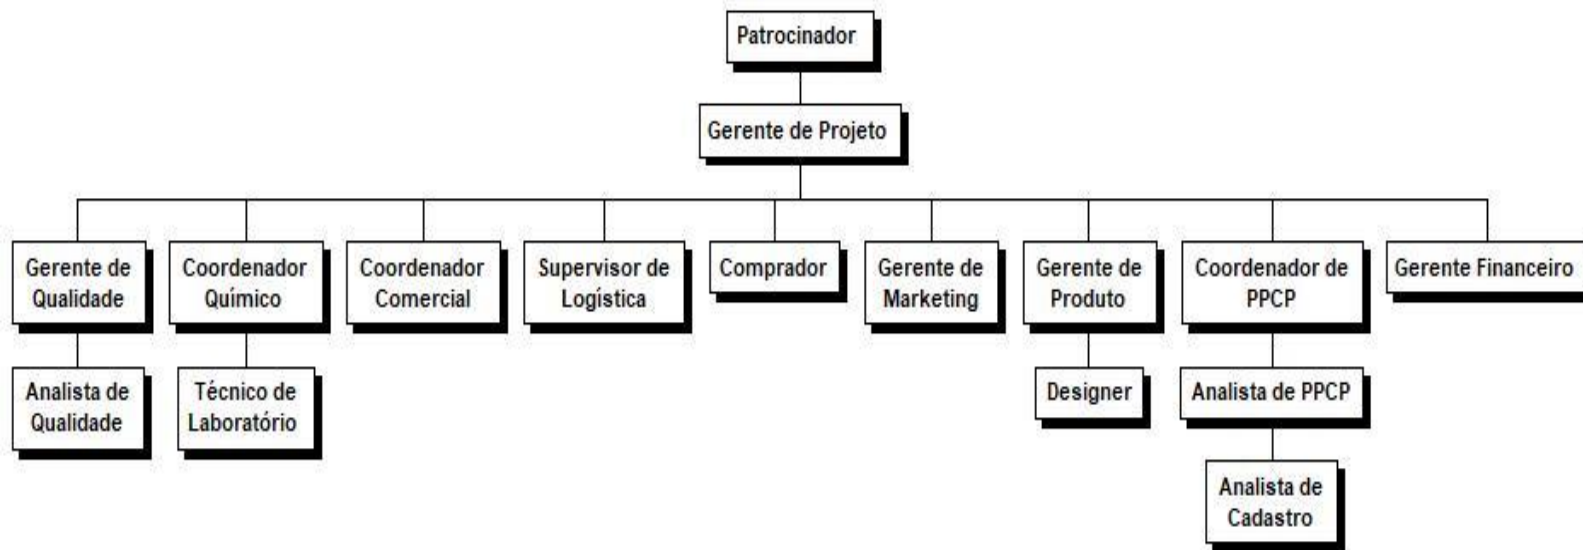 Patrocinador
Gerente de Projeto
Gerente de
Qualidade
Coordenador
Químico
Coordenador
Comercial
Supervisor de
Logística
Comprador
Gerente de
Marketing
Gerente de
Produto
Coordenador de
PPCP
Gerente Financeiro
Analista de
Qualidade
Técnico de
Laboratório
Designer
Analista de PPCP
Analista de
Cadastro